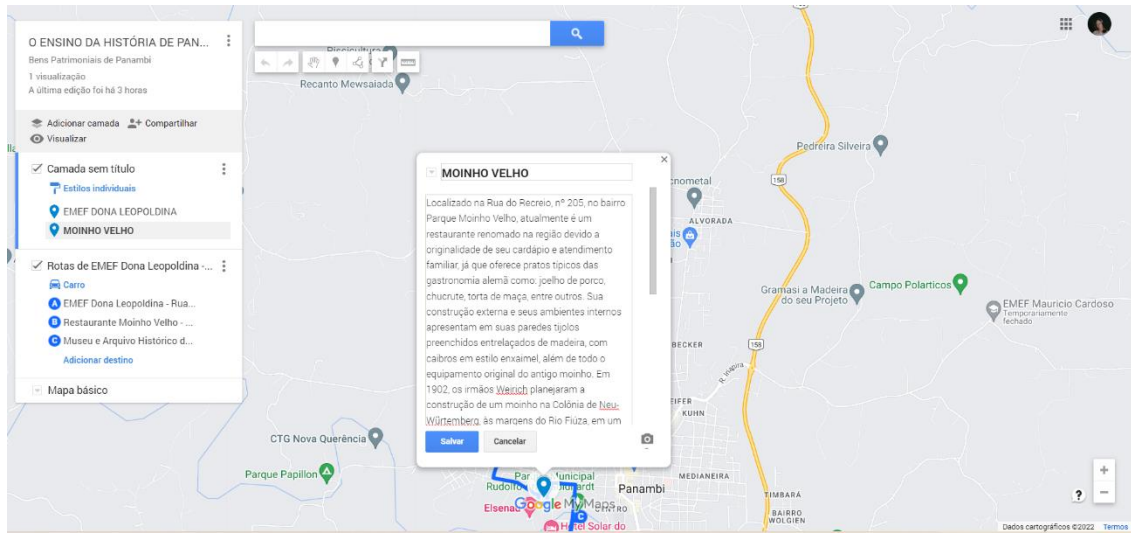 O ENSINO DA HISTÓRIA DE PAN...
Bens Patrimoniais de Panambi
1 visualização
A última edição foi há 3 horas
Adicionar camada
Compartilhar
Visualizar
Camada sem título
Estilos individuais
EMEF DONA LEOPOLDINA
MOINHO VELHO
Rotas de EMEF Dona Leopoldina -...
Carro
A EMEF Dona Leopoldina - Rua...
B Restaurante Moinho Velho - ...
C Museu e Arquivo Histórico d...
Adicionar destino
Mapa básico
Recanto Mewsaiada
MOINHO VELHO
Localizado na Rua do Recreio, nº 205, no bairro
Parque Moinho Velho, atualmente é um
restaurante renomado na região devido a
originalidade de seu cardápio e atendimento
familiar, já que oferece pratos típicos das
gastronomia alemã como: joelho de porco,
chucrute, torta de maça, entre outros. Sua
construção externa e seus ambientes internos
apresentam em suas paredes tijolos
preenchidos entrelaçados de madeira, com
caibros em estilo enxaimel, além de todo o
equipamento original do antigo moinho. Em
1902, os irmãos Weirich planejaram a
construção de um moinho na Colônia de Neu-
Würtemberg, às margens do Rio Fiúza, em um
Salvar
Cancelar
Pedreira Silveira
158
ALVORADA
Gramasi a Madeira
do seu Projeto
Campo Polarticos
EMEF Mauricio Cardoso
Temporariamente
fechado
BECKER
158
KUHN
CTG Nova Querência
Parque Papillon
Panambi
MEDIANEIRA
TIMBARÁ
BAIRRO
WOLGIEN
Google My Maps
C
Hotel Solar do
+
?
−
Dados cartográficos ©2022
Termos